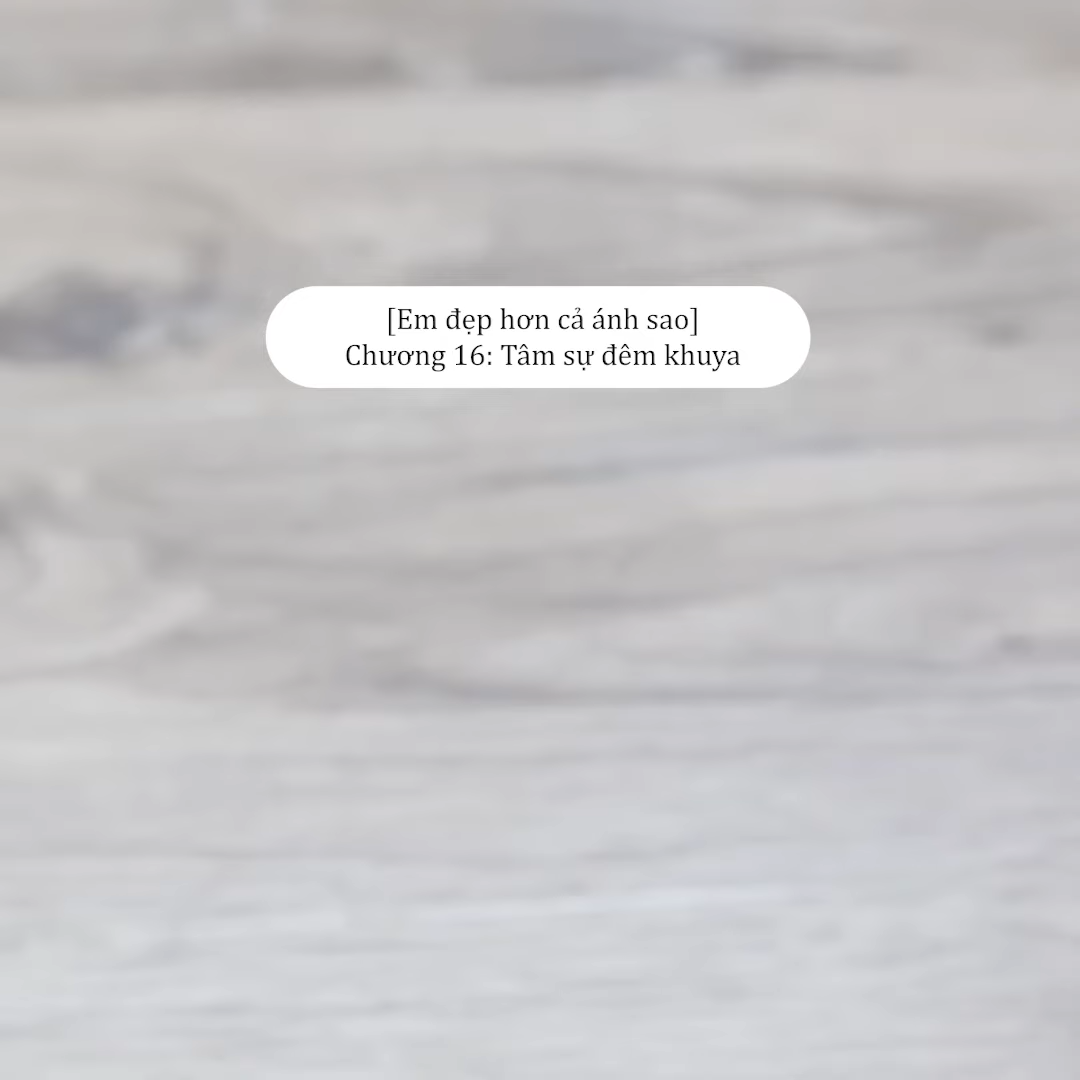 [Em đẹp hơn cả ánh sao]
Chương 16: Tâm sự đêm khuya